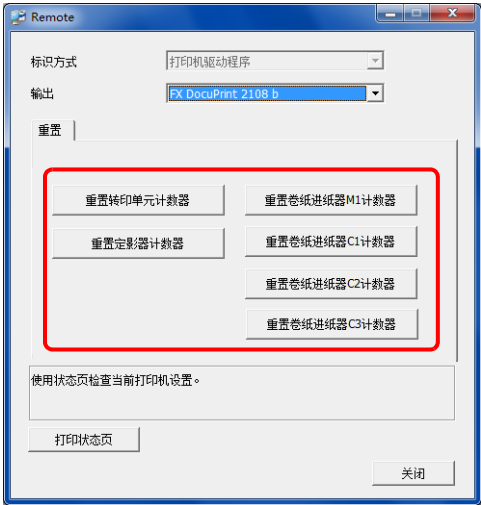 Remote
标识方式 打印机驱动程序
输出 FX DocuPrint 2108 b
重置
重置转印单元计数器 重置卷纸进纸器M1计数器
重置定影器计数器 重置卷纸进纸器C1计数器
重置卷纸进纸器C2计数器
重置卷纸进纸器C3计数器
使用状态页检查当前打印机设置。
打印状态页
关闭